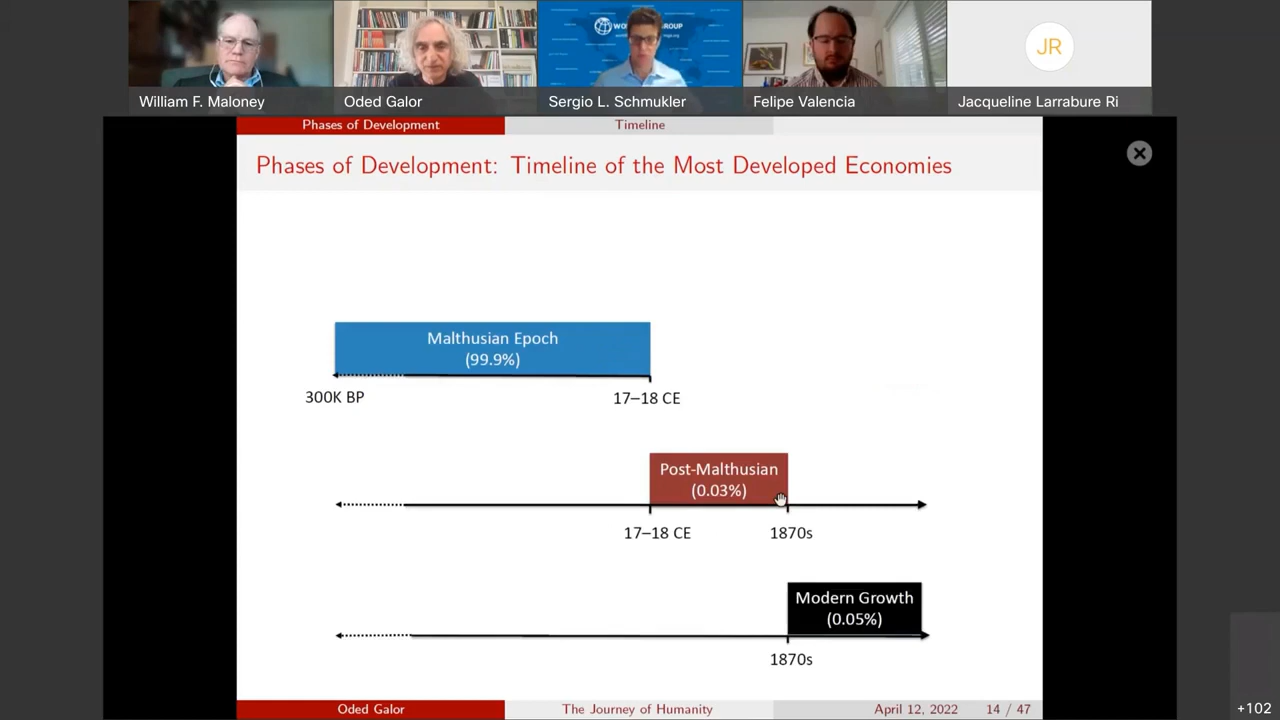 William F. Maloney
Oded Galor
Sergio L. Schmukler
Felipe Valencia
JR
Jacqueline Larrabure Ri
Phases of Development
Timeline
Phases of Development: Timeline of the Most Developed Economies
Malthusian Epoch
(99.9%)
300K BP
17–18 CE
Post-Malthusian
(0.03%)
17–18 CE
1870s
Modern Growth
(0.05%)
1870s
Oded Galor
The Journey of Humanity
April 12, 2022
14 / 47
+102